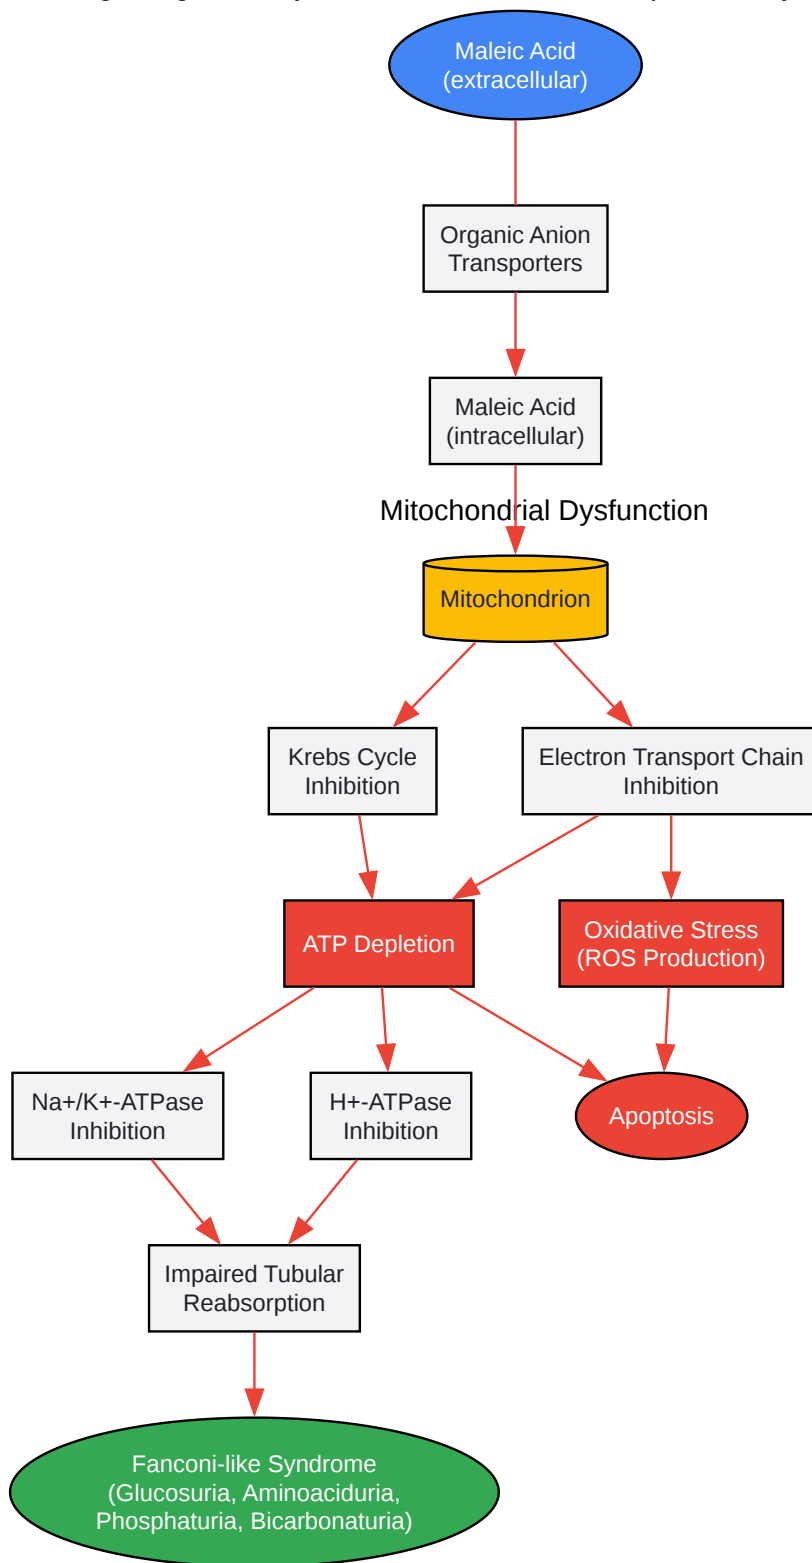 Maleic Acid
(extracellular)
Organic Anion
Transporters
Maleic Acid
(intracellular)
Mitochondrial Dysfunction
Mitochondrion
Krebs Cycle
Inhibition
Electron Transport Chain
Inhibition
ATP Depletion
Oxidative Stress
(ROS Production)
Na+/K+-ATPase
Inhibition
H+-ATPase
Inhibition
Apoptosis
Impaired Tubular
Reabsorption
Fanconi-like Syndrome
(Glucosuria, Aminoaciduria,
Phosphaturia, Bicarbonaturia)